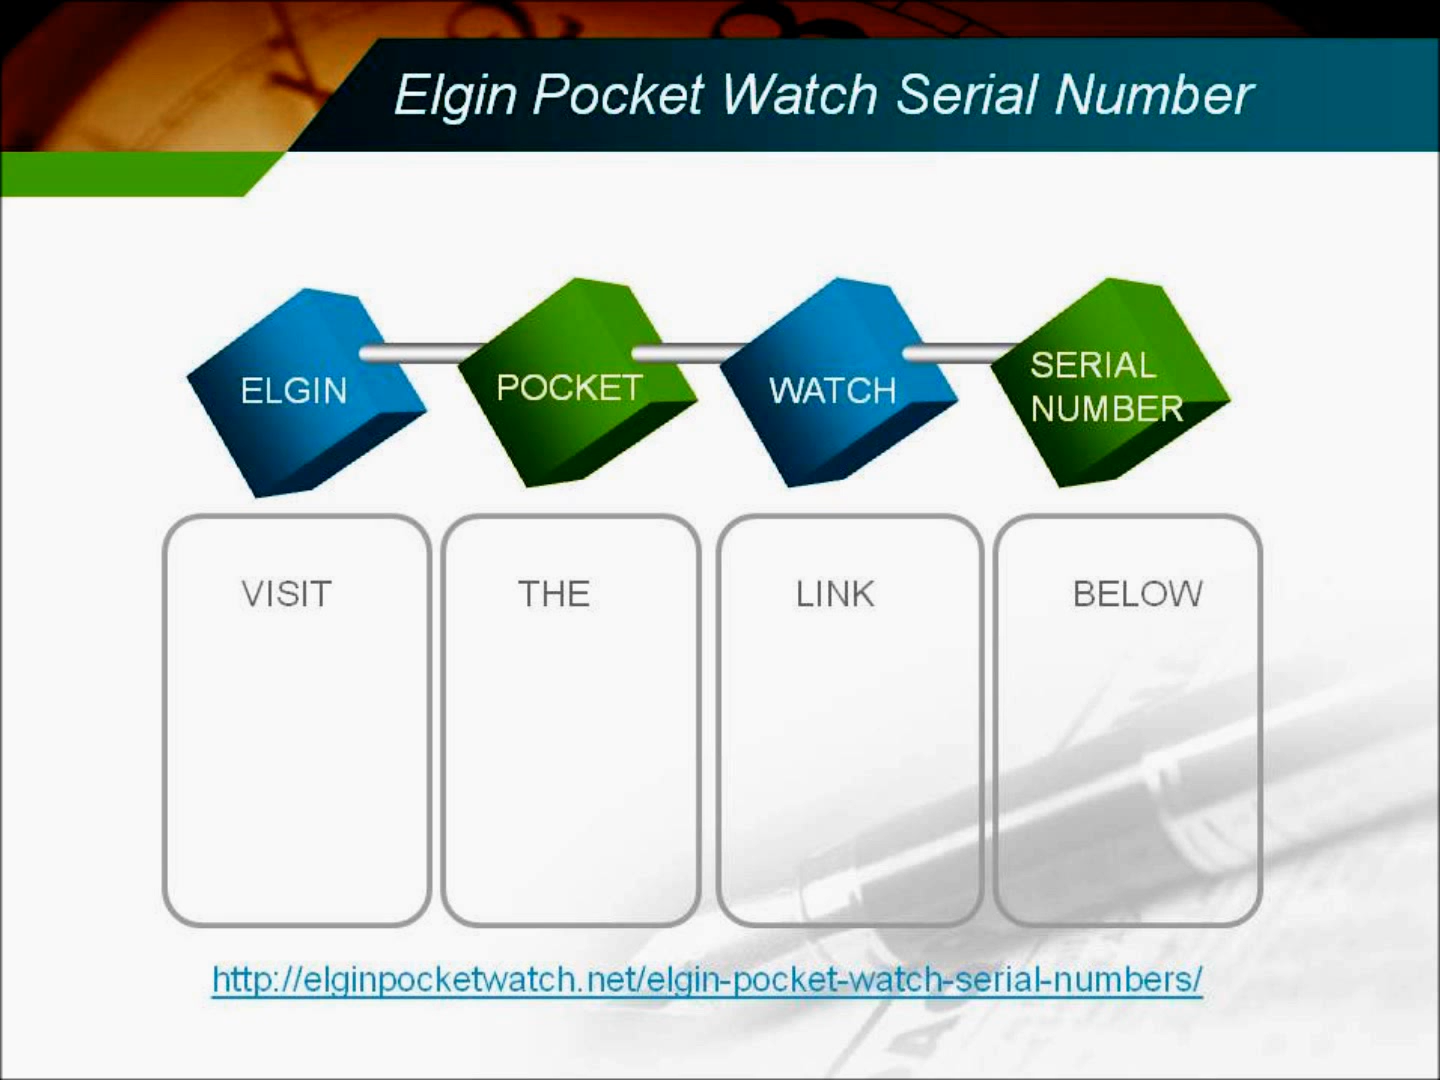 Elgin Pocket Watch Serial Number
ELGIN
POCKET
WATCH
SERIAL
NUMBER
VISIT
THE
LINK
BELOW
http://elginpocketwatch.net/elgin-pocket-watch-serial-numbers/